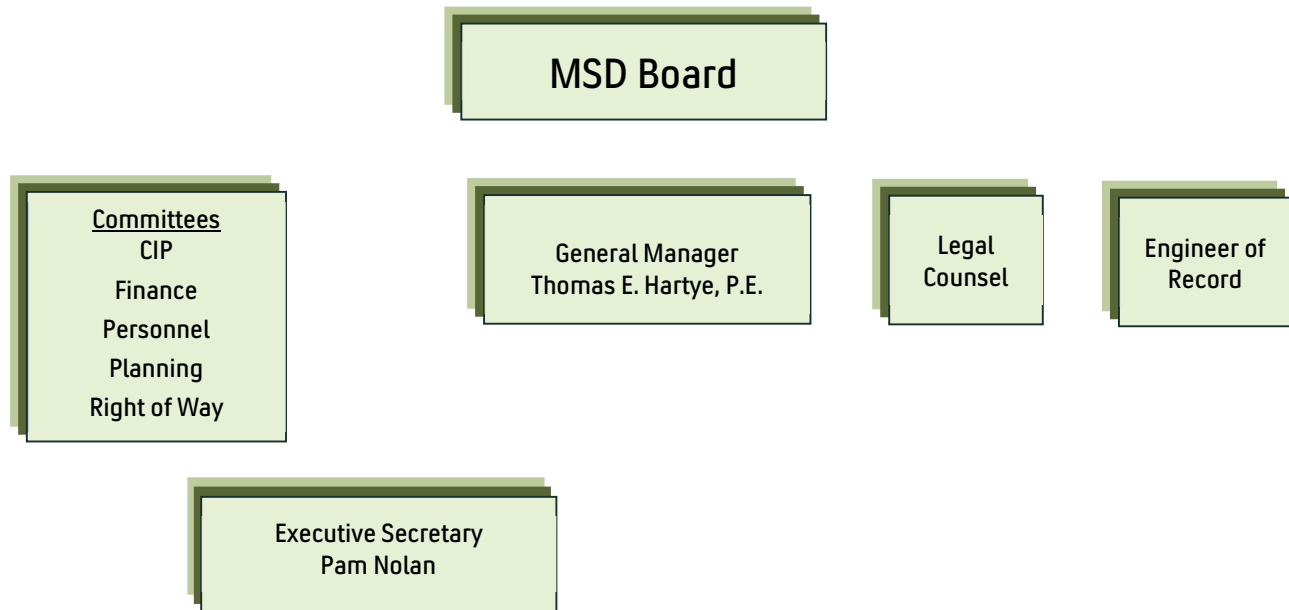 MSD Board
Committees
CIP
Finance
Personnel
Planning
Right of Way
General Manager
Thomas E. Hartye, P.E.
Legal
Counsel
Engineer of
Record
Executive Secretary
Pam Nolan